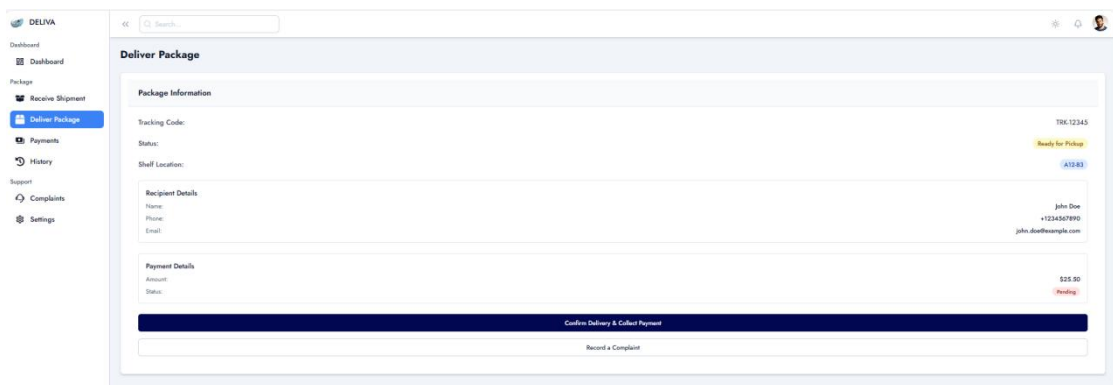 DELIVA
Search...
Dashboard
Dashboard
Package
Receive Shipment
Deliver Package
Payments
History
Support
Complaints
Settings
Deliver Package
Package Information
Tracking Code: TRK-12345
Status: Ready for Pickup
Shelf Location: A12-B3
Recipient Details
Name: John Doe
Phone: +1234567890
Email: john.doe@example.com
Payment Details
Amount: $25.50
Status: Pending
Confirm Delivery & Collect Payment
Record a Complaint